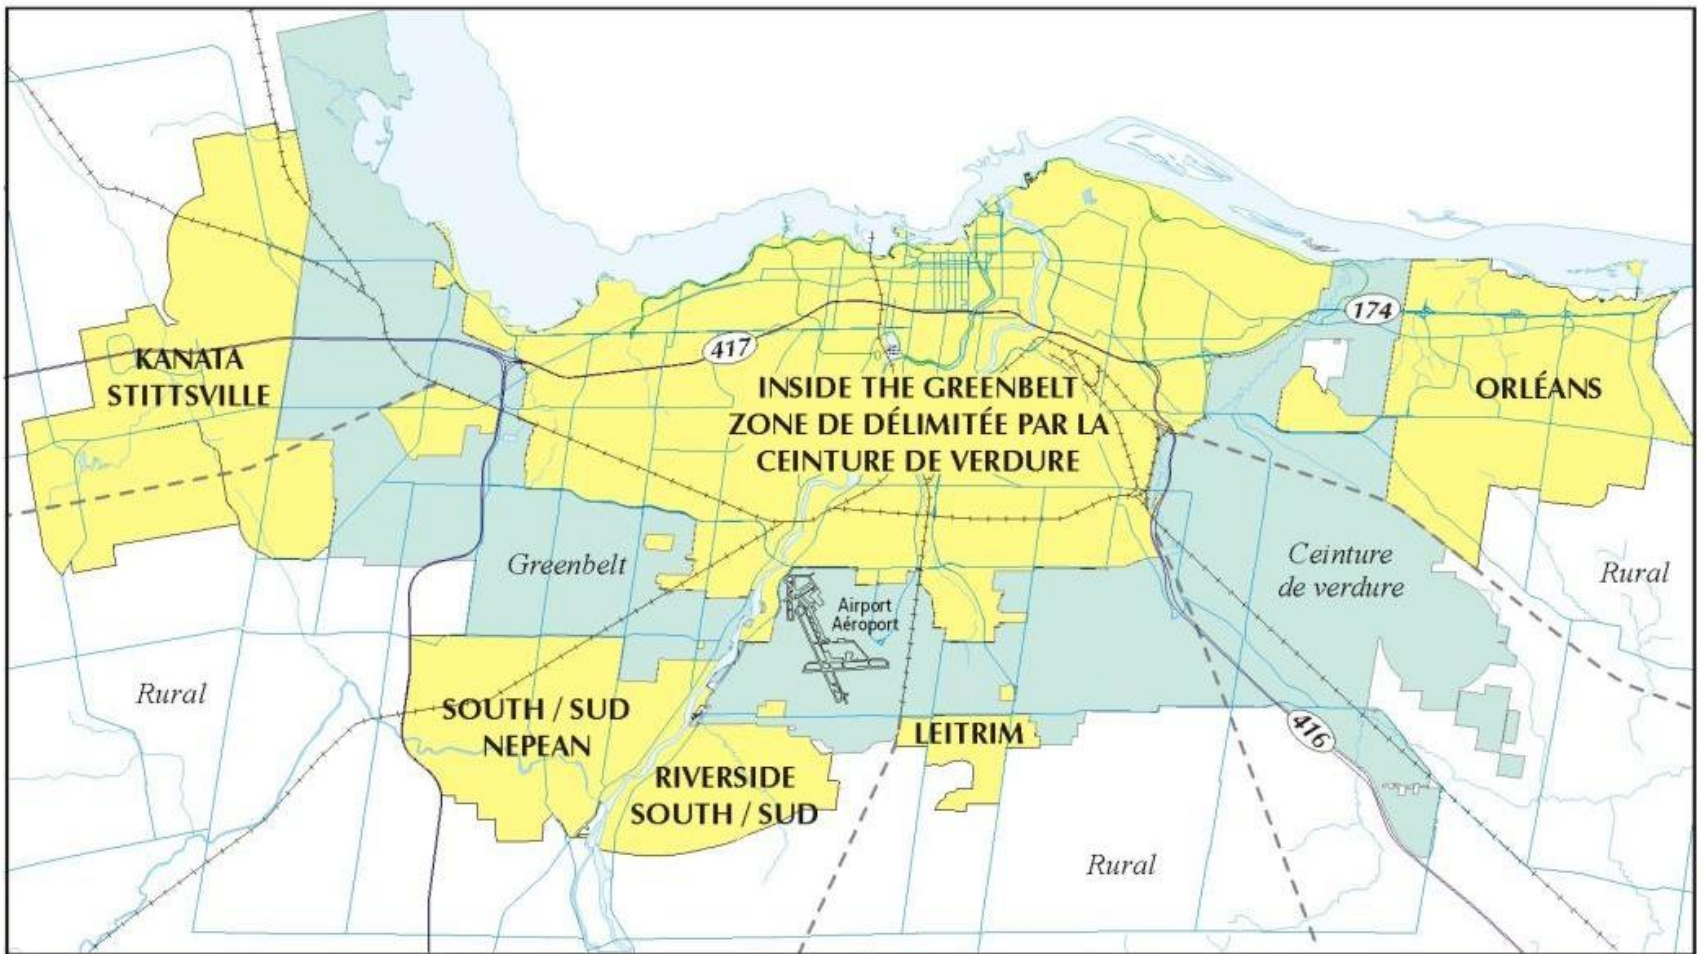 174
417
KANATA
STITTSVILLE
INSIDE THE GREENBELT
ZONE DE DÉLIMITÉE PAR LA
CEINTURE DE VERDURE
ORLÉANS
Greenbelt
Ceinture
de verdure
Rural
Airport
Aéroport
Rural
SOUTH / SUD
NEPEAN
LEITRIM
416
RIVERSIDE
SOUTH / SUD
Rural